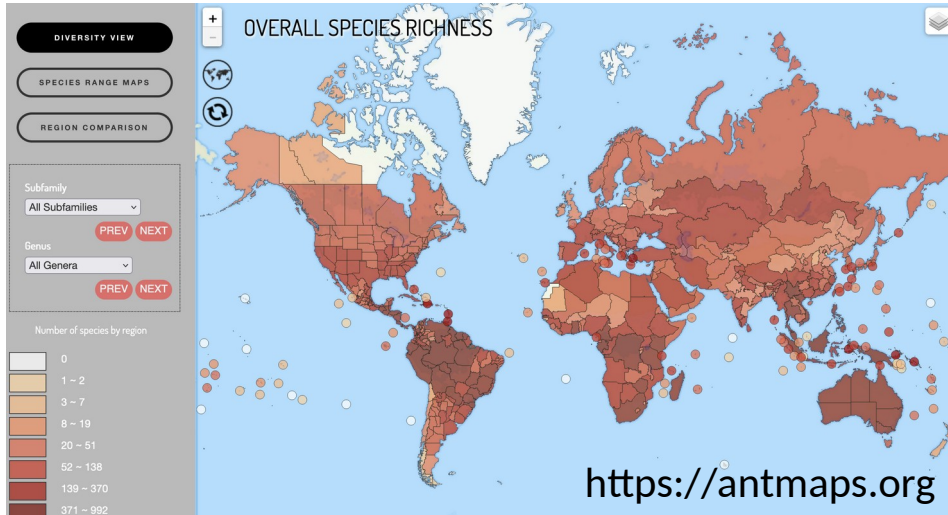 DIVERSITY VIEW
SPECIES RANGE MAPS
REGION COMPARISON
Subfamily
All Subfamilies
PREV NEXT
Genus
All Genera
PREV NEXT
Number of species by region
0
1 – 2
3 – 7
8 – 19
20 – 51
52 – 138
139 – 370
371 – 992
+
−
OVERALL SPECIES RICHNESS
https://antmaps.org